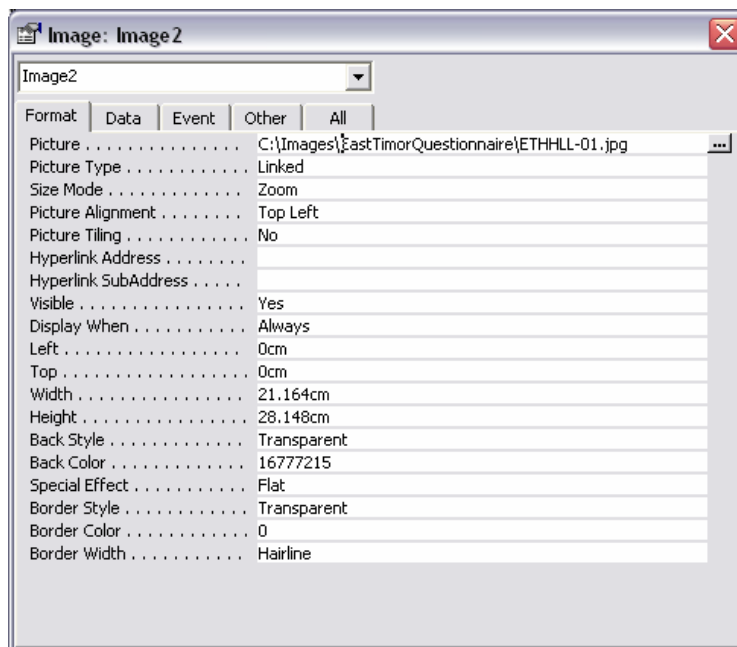 Image: Image2
Image2
Format Data Event Other All
Picture . . . . . . . . . . . . . . . C:\Images\EastTimorQuestionnaire\ETHHLL-01.jpg ...
Picture Type . . . . . . . . . . . . Linked
Size Mode . . . . . . . . . . . . . Zoom
Picture Alignment . . . . . . . . Top Left
Picture Tiling . . . . . . . . . . . . No
Hyperlink Address . . . . . . . .
Hyperlink SubAddress . . . . .
Visible . . . . . . . . . . . . . . . . Yes
Display When . . . . . . . . . . . Always
Left . . . . . . . . . . . . . . . . . 0cm
Top . . . . . . . . . . . . . . . . . . 0cm
Width . . . . . . . . . . . . . . . . 21.164cm
Height . . . . . . . . . . . . . . . . 28.148cm
Back Style . . . . . . . . . . . . . Transparent
Back Color . . . . . . . . . . . . . 16777215
Special Effect . . . . . . . . . . . Flat
Border Style . . . . . . . . . . . . Transparent
Border Color . . . . . . . . . . . . 0
Border Width . . . . . . . . . . . Hairline